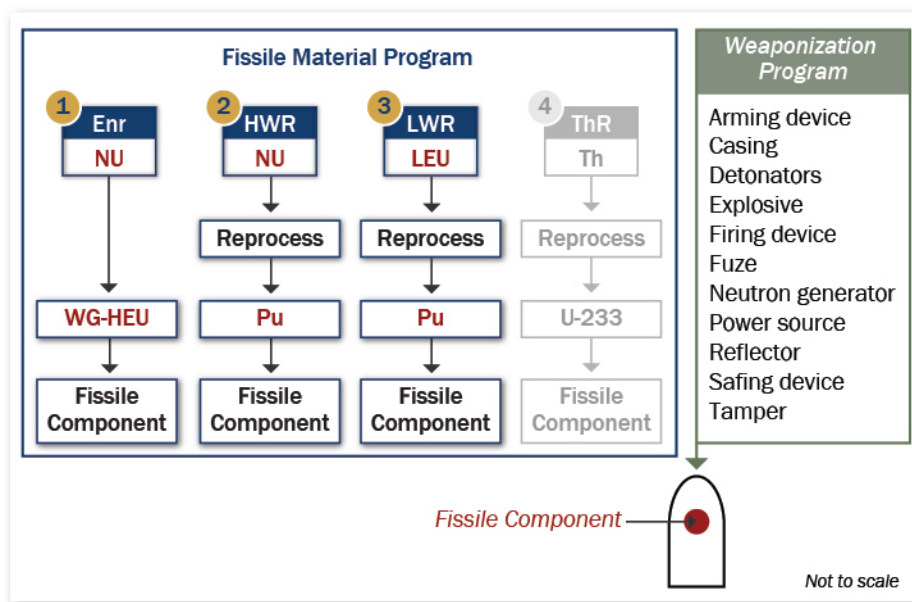 Fissile Material Program
1
Enr
NU
WG-HEU
Fissile
Component
2
HWR
NU
Reprocess
Pu
Fissile
Component
3
LWR
LEU
Reprocess
Pu
Fissile
Component
4
ThR
Th
Reprocess
U-233
Fissile
Component
Weaponization
Program
Arming device
Casing
Detonators
Explosive
Firing device
Fuze
Neutron generator
Power source
Reflector
Safing device
Tamper
Fissile Component
Not to scale